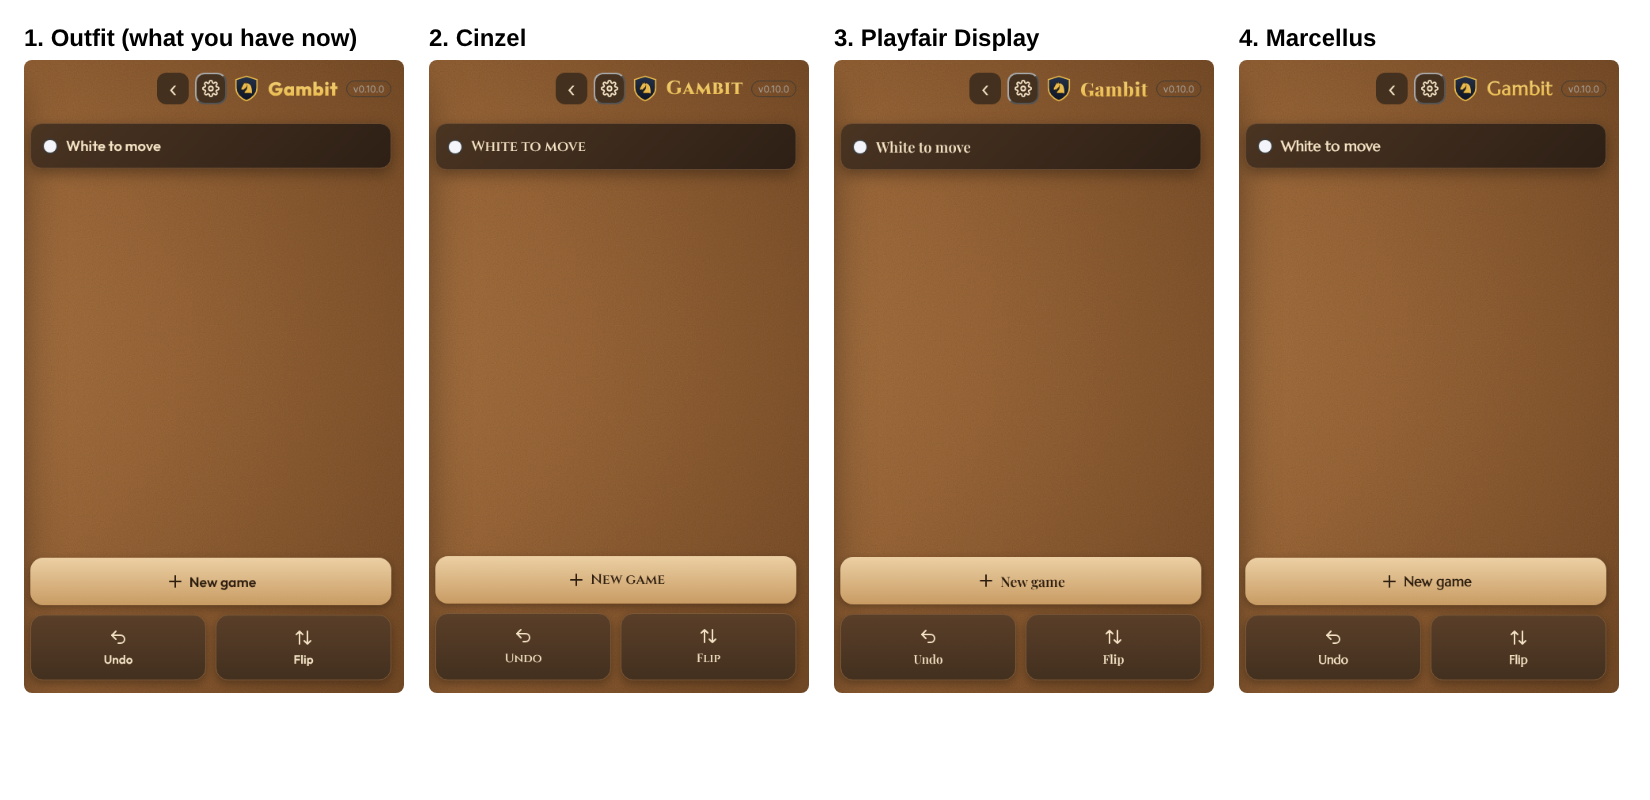 1. Outfit (what you have now)
Gambit v0.10.0
White to move
New game
Undo Flip
2. Cinzel
Gambit v0.10.0
White to move
New game
Undo Flip
3. Playfair Display
Gambit v0.10.0
White to move
New game
Undo Flip
4. Marcellus
Gambit v0.10.0
White to move
New game
Undo Flip